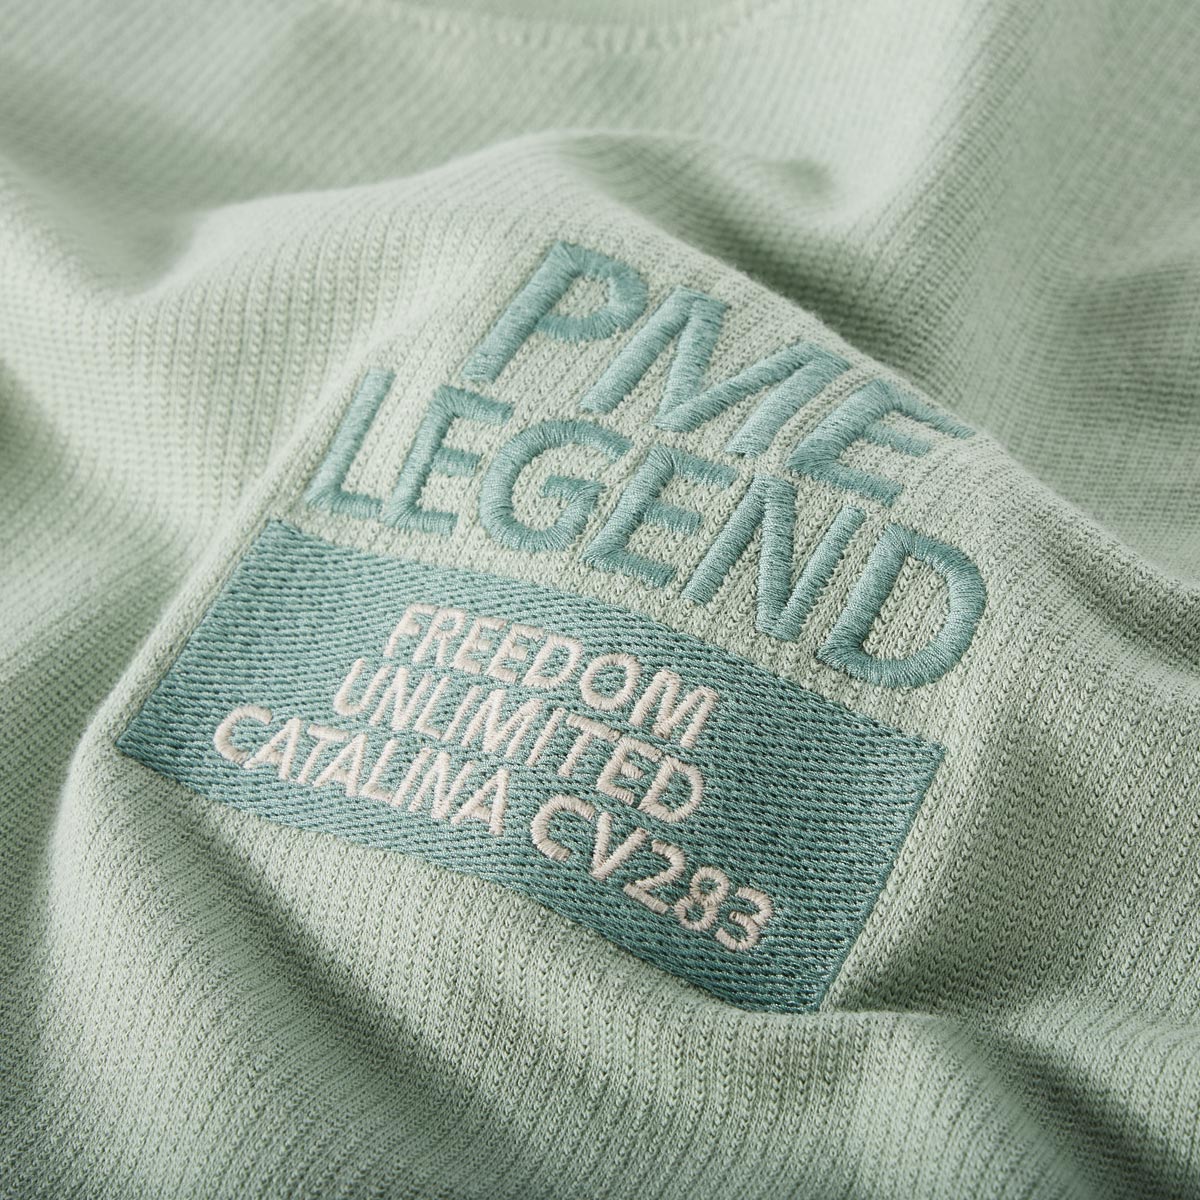 PME
LEGEND
FREEDOM
UNLIMITED
CATALINA CV283